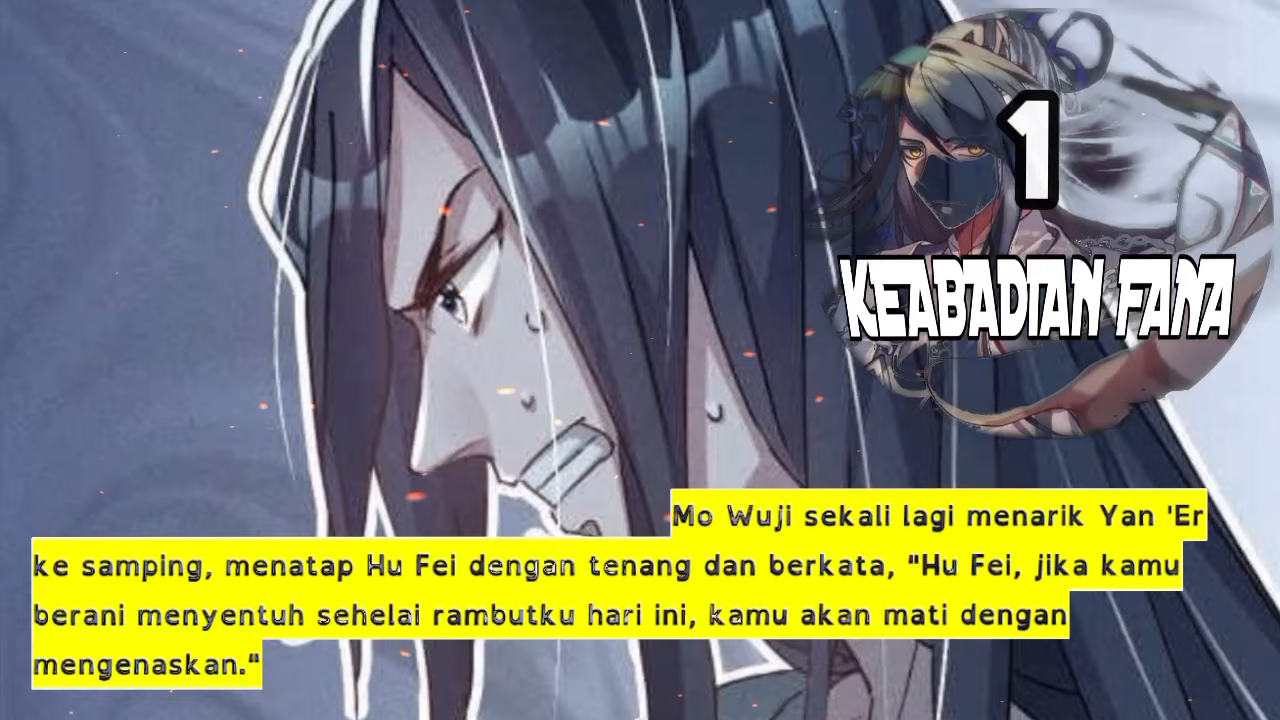 1
KEABADIAN FANA
Mo Wuji sekali lagi menarik Yan 'Er
ke samping, menatap Hu Fei dengan tenang dan berkata, "Hu Fei, jika kamu
berani menyentuh sehelai rambutku hari ini, kamu akan mati dengan
mengenaskan."